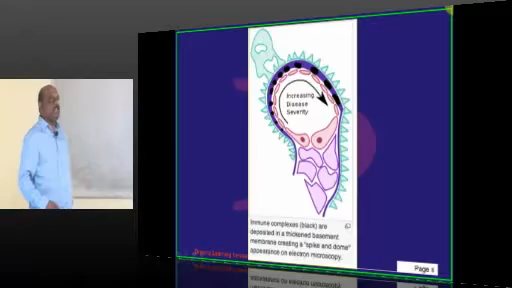 Increasing
Disease
Severity
Immune complexes (black) are
deposited in a thickened basement
membrane creating a "spike and dome"
appearance on electron microscopy.
Page